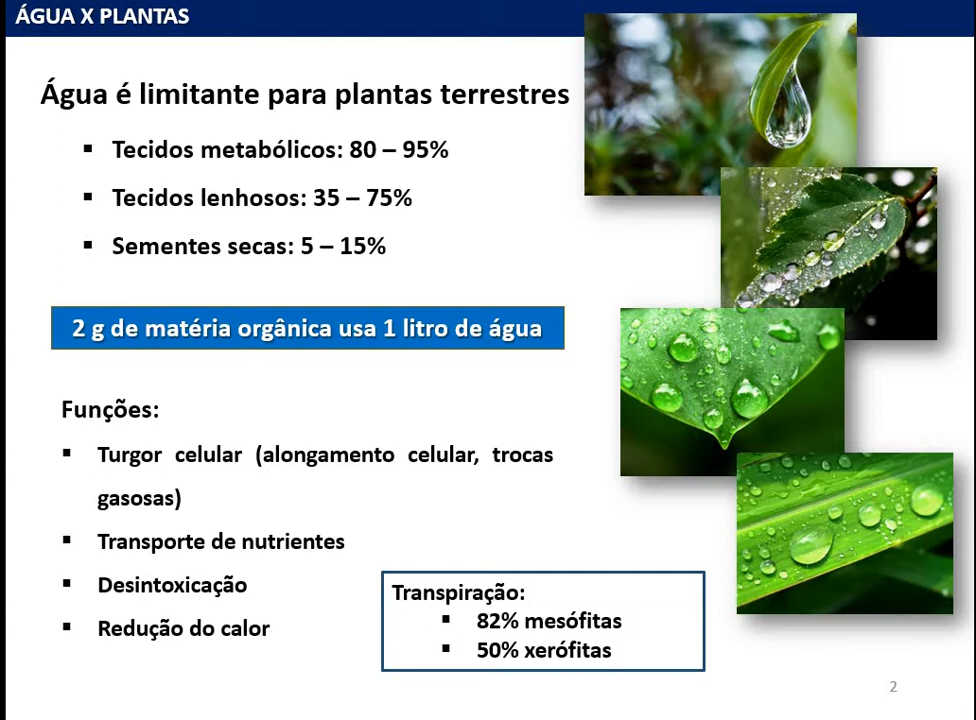 ÁGUA X PLANTAS
Água é limitante para plantas terrestres
▪ Tecidos metabólicos: 80 – 95%
▪ Tecidos lenhosos: 35 – 75%
▪ Sementes secas: 5 – 15%
2 g de matéria orgânica usa 1 litro de água
Funções:
▪ Turgor celular (alongamento celular, trocas
gasosas)
▪ Transporte de nutrientes
▪ Desintoxicação
▪ Redução do calor
Transpiração:
▪ 82% mesófitas
▪ 50% xerófitas
2